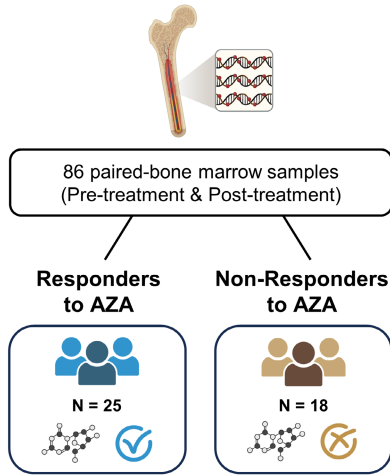 86 paired-bone marrow samples
(Pre-treatment & Post-treatment)
Responders
to AZA
Non-Responders
to AZA
N = 25
N = 18